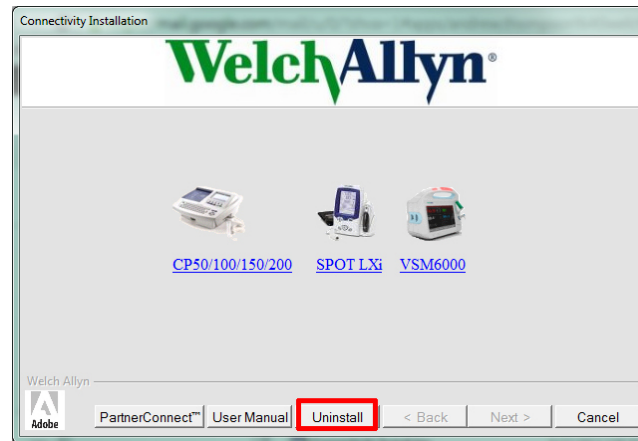 Connectivity Installation
WelchAllyn®
CP50/100/150/200 SPOT LXi VSM6000
Welch Allyn
Adobe
PartnerConnect™ User Manual Uninstall < Back Next > Cancel